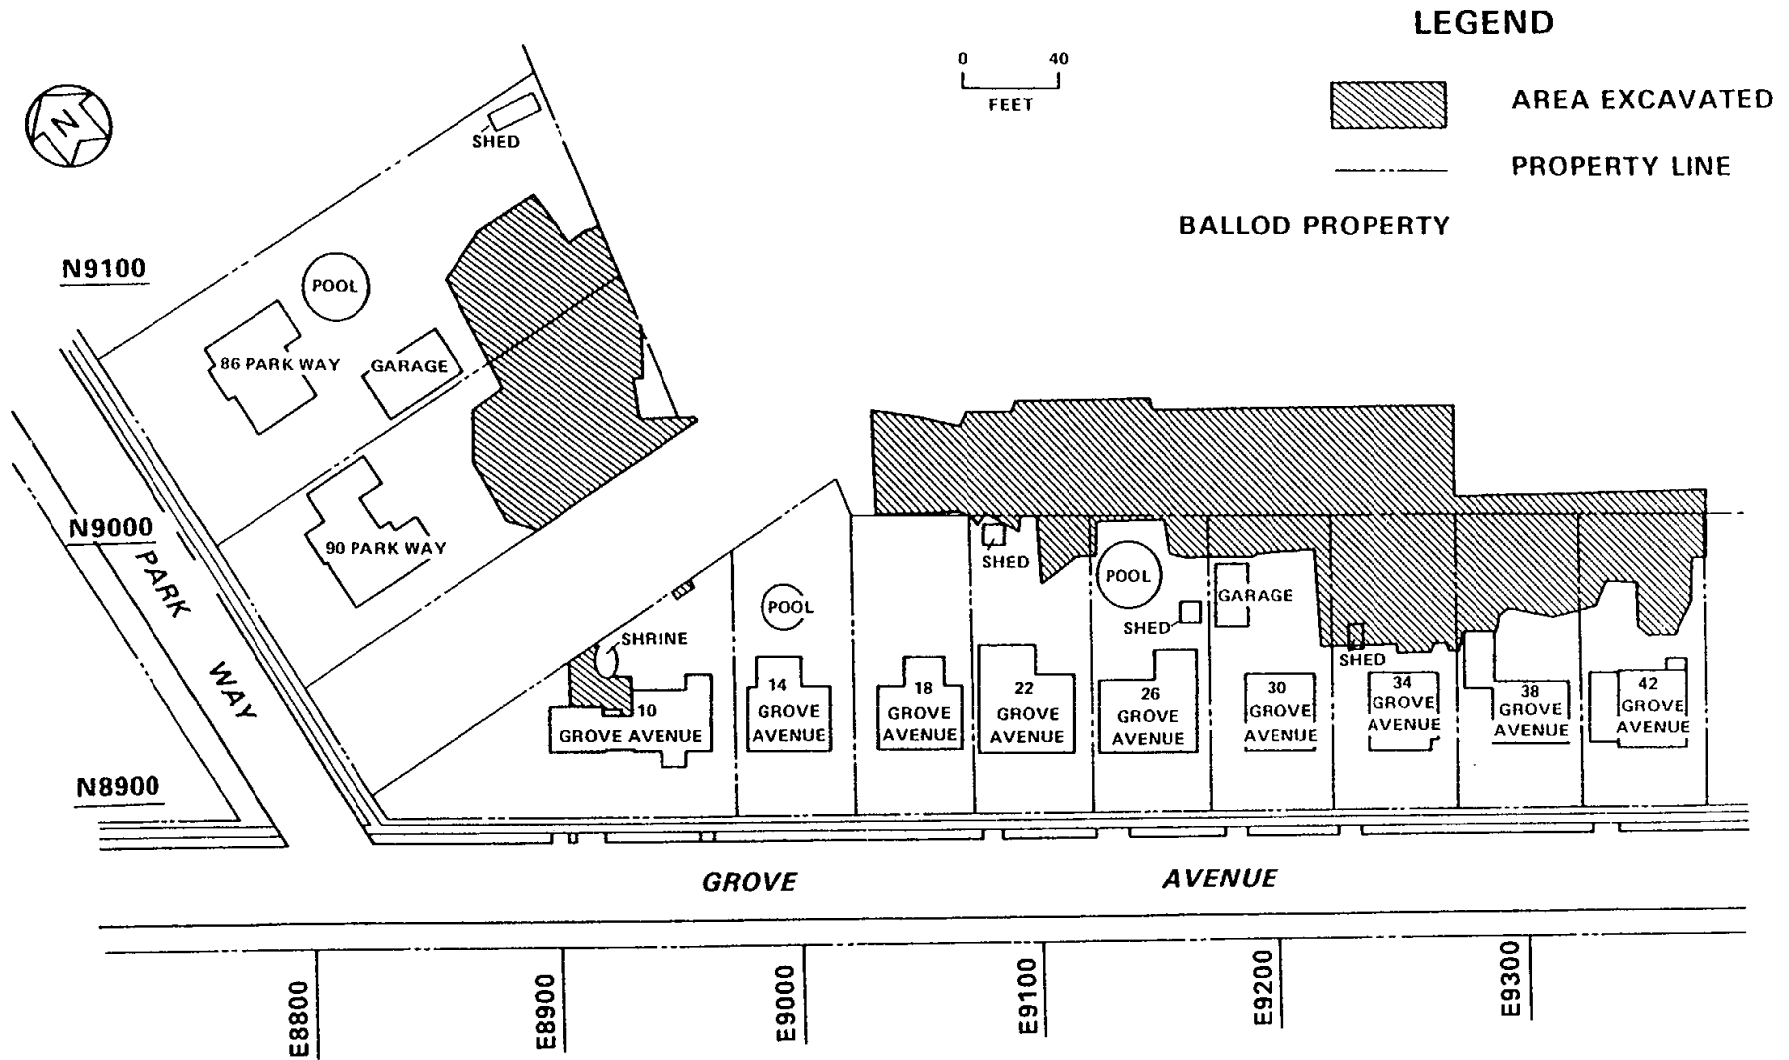 LEGEND
0 40
FEET
AREA EXCAVATED
PROPERTY LINE
N
SHED
BALLOD PROPERTY
N9100
POOL
86 PARK WAY
GARAGE
N9000
90 PARK WAY
PARK WAY
SHED
POOL
POOL
GARAGE
SHED
SHRINE
SHED
10
GROVE AVENUE
14
GROVE
AVENUE
18
GROVE
AVENUE
22
GROVE
AVENUE
26
GROVE
AVENUE
30
GROVE
AVENUE
34
GROVE
AVENUE
38
GROVE
AVENUE
42
GROVE
AVENUE
N8900
GROVE AVENUE
E8800
E8900
E9000
E9100
E9200
E9300